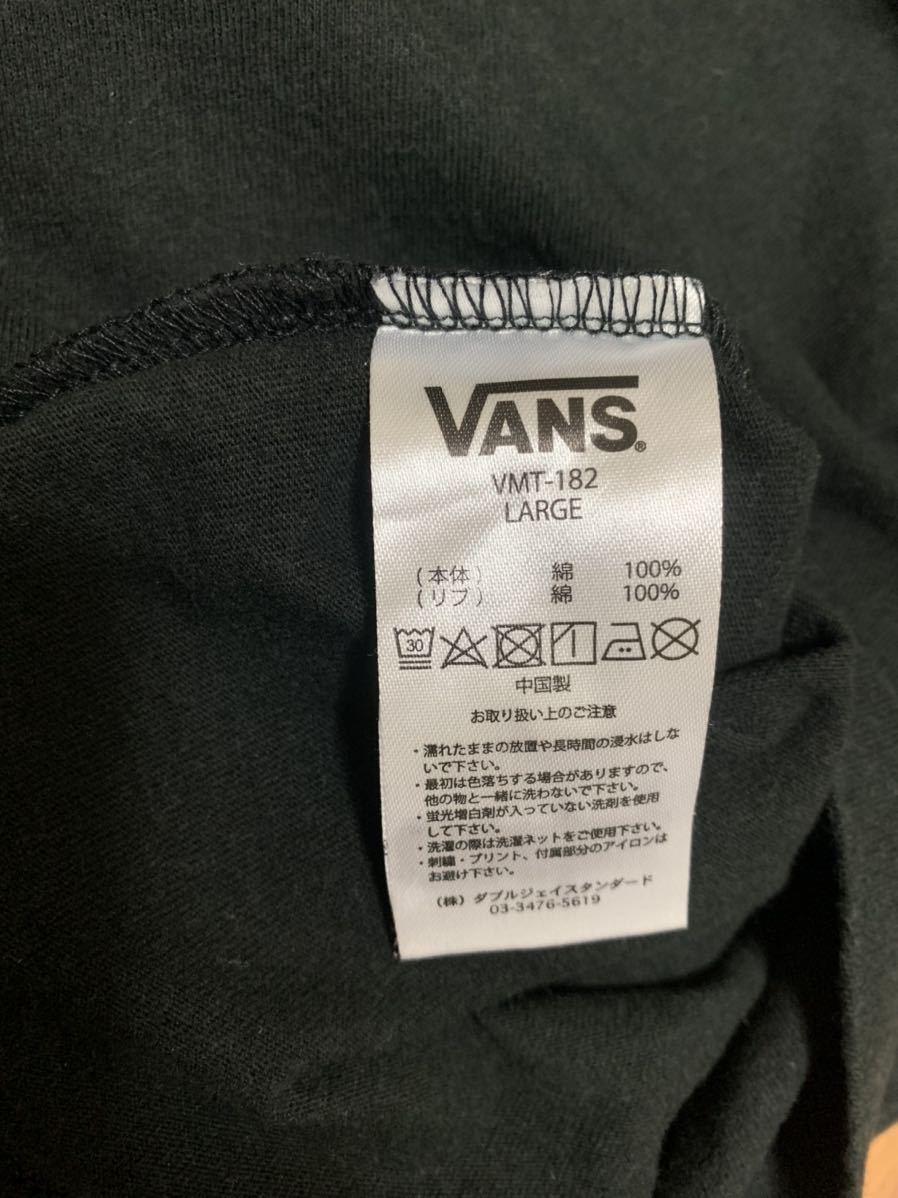 VANS®
VMT-182
LARGE
(本体) 綿 100%
(リブ) 綿 100%
30
中国製
お取り扱い上のご注意
・濡れたままの放置や長時間の浸水はしな
いで下さい。
・最初は色落ちする場合がありますので、
他の物と一緒に洗わないで下さい。
・蛍光増白剤が入っていない洗剤を使用
して下さい。
・洗濯の際は洗濯ネットをご使用下さい。
・刺繍・プリント、付属部分のアイロンは
お避け下さい。
(株)ダブルジェイスタンダード
03-3476-5619